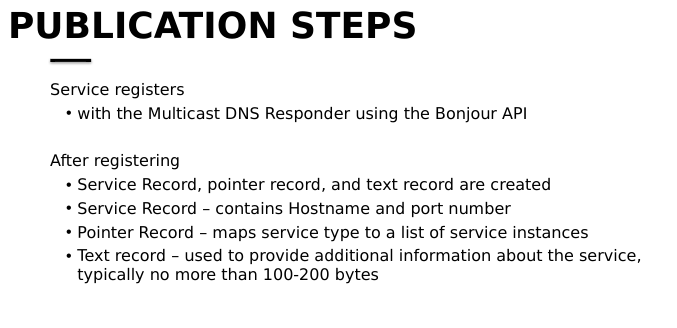 PUBLICATION STEPS
Service registers
• with the Multicast DNS Responder using the Bonjour API
After registering
• Service Record, pointer record, and text record are created
• Service Record – contains Hostname and port number
• Pointer Record – maps service type to a list of service instances
• Text record – used to provide additional information about the service,
typically no more than 100-200 bytes